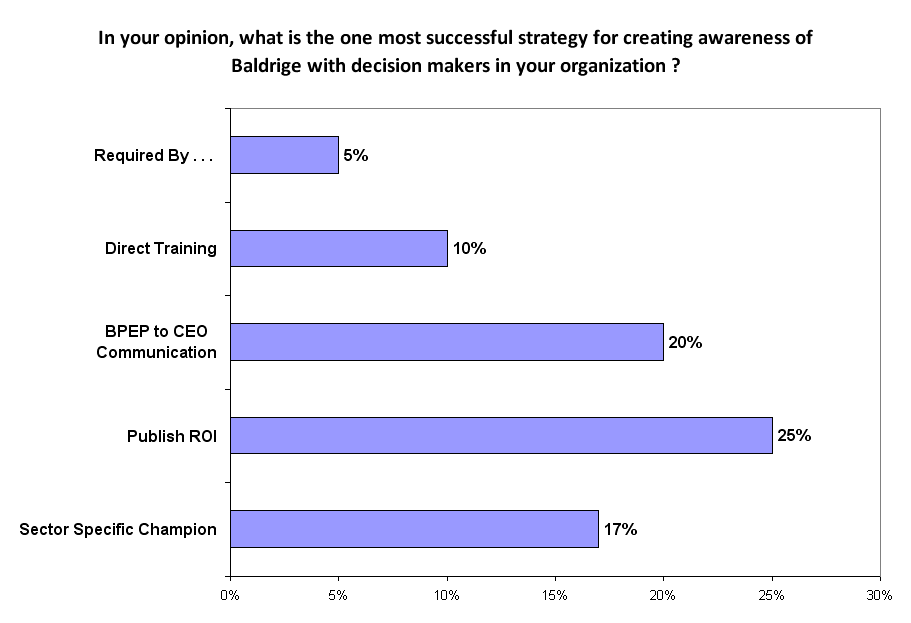 In your opinion, what is the one most successful strategy for creating awareness of
Baldrige with decision makers in your organization ?
Required By . . .
5%
Direct Training
10%
BPEP to CEO
Communication
20%
Publish ROI
25%
Sector Specific Champion
17%
0%
5%
10%
15%
20%
25%
30%